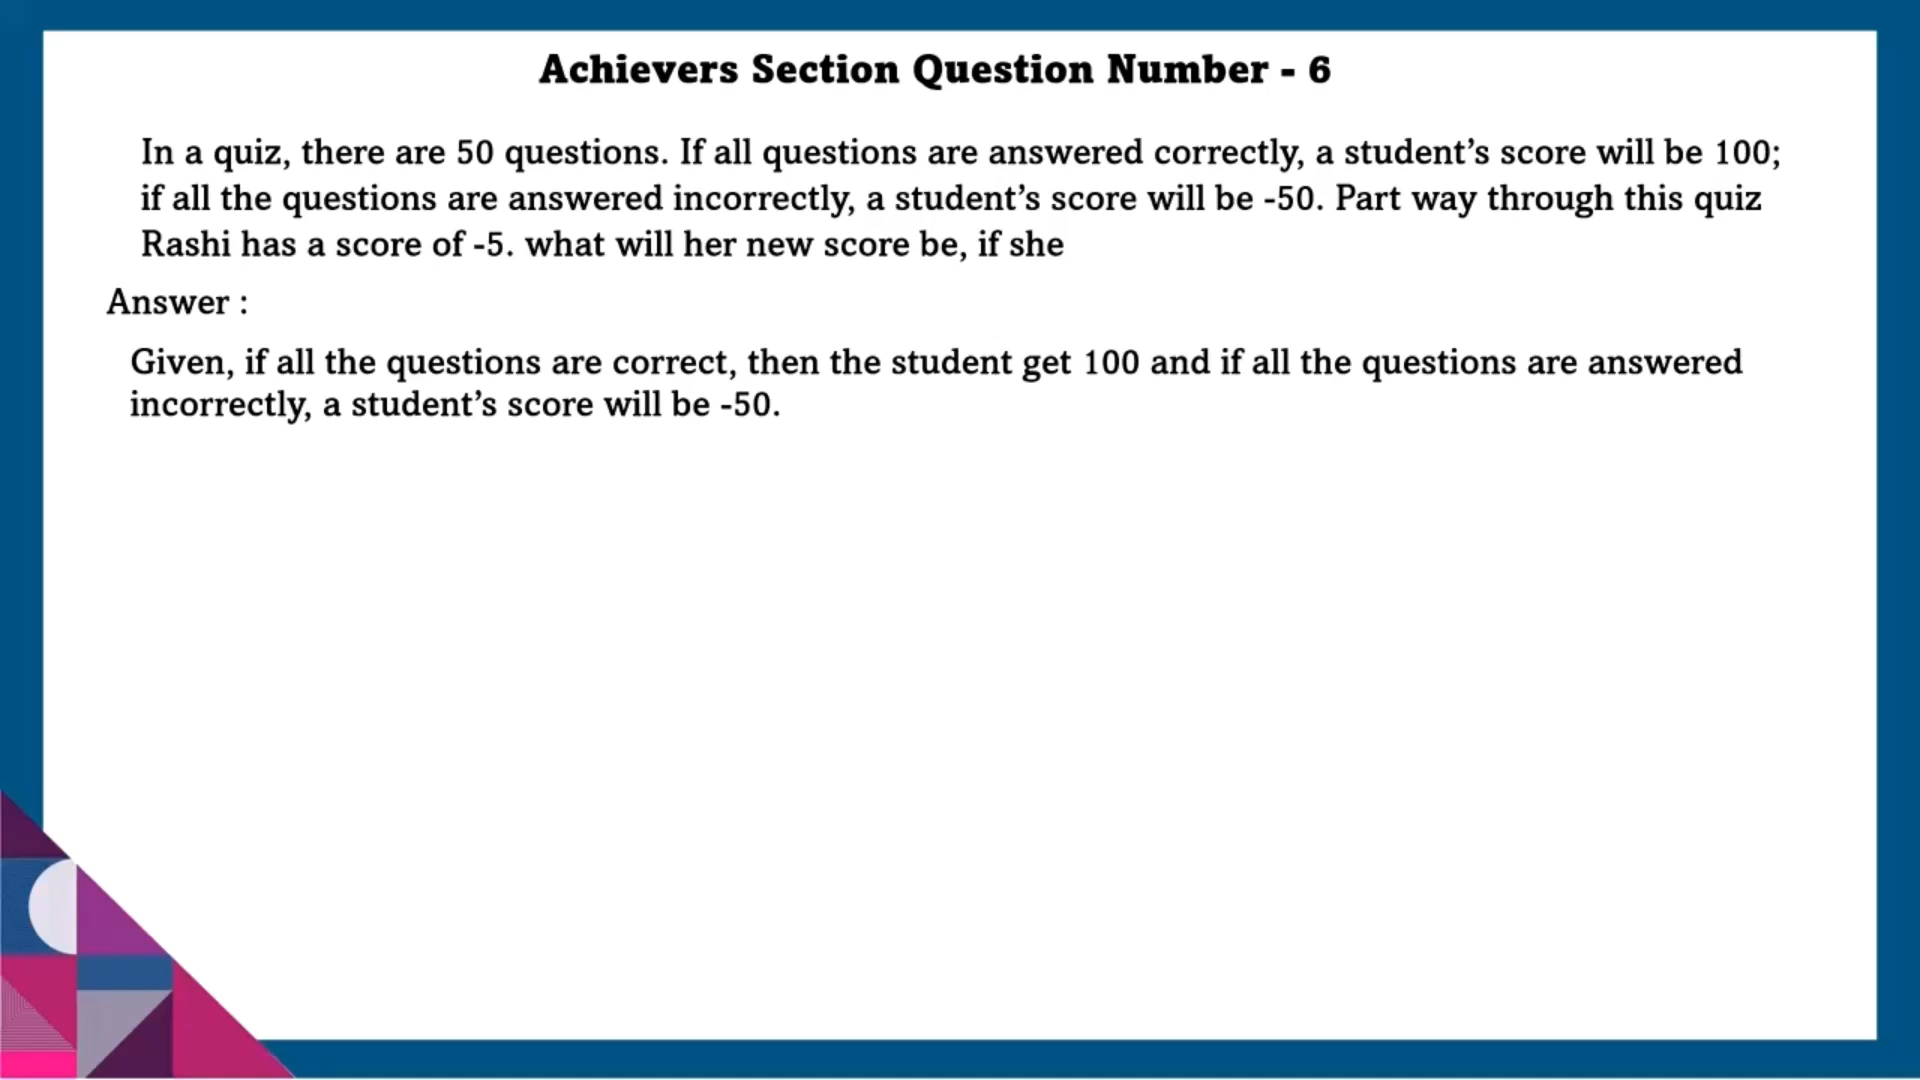 Achievers Section Question Number - 6
In a quiz, there are 50 questions. If all questions are answered correctly, a student’s score will be 100;
if all the questions are answered incorrectly, a student’s score will be -50. Part way through this quiz
Rashi has a score of -5. what will her new score be, if she
Answer :
Given, if all the questions are correct, then the student get 100 and if all the questions are answered
incorrectly, a student’s score will be -50.